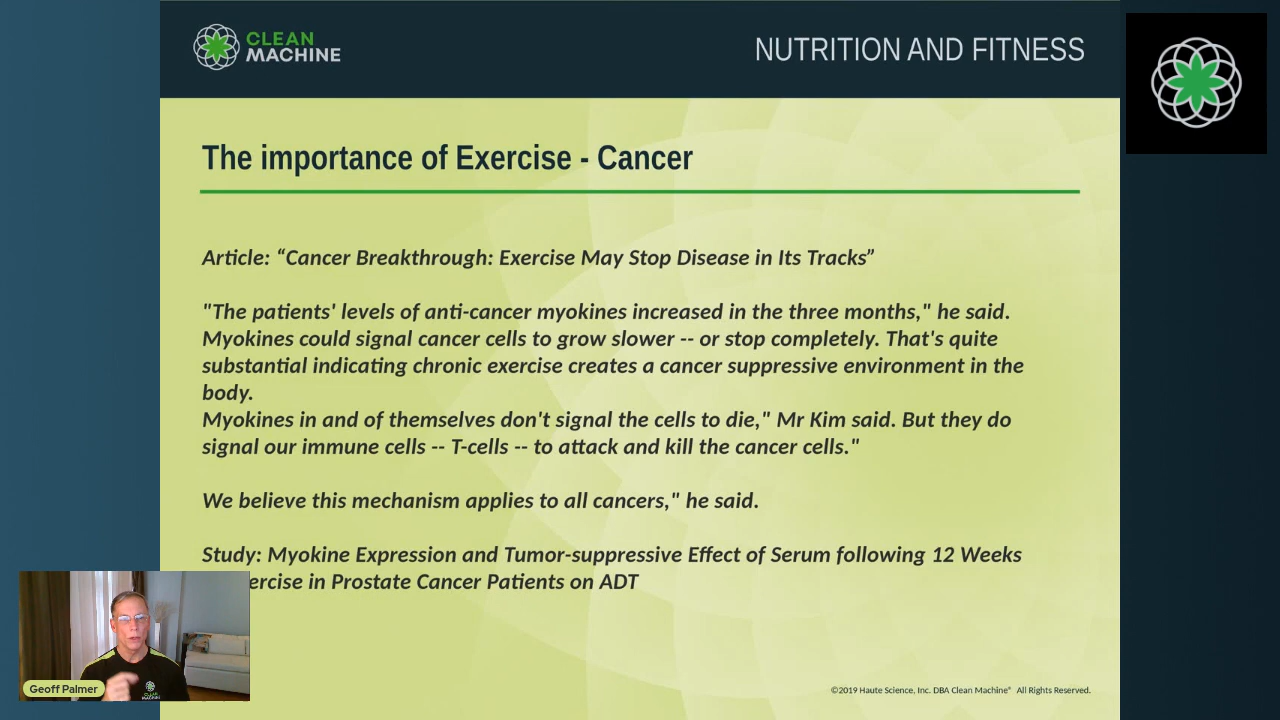 CLEAN
MACHINE
NUTRITION AND FITNESS
The importance of Exercise - Cancer
Article: “Cancer Breakthrough: Exercise May Stop Disease in Its Tracks”
"The patients' levels of anti-cancer myokines increased in the three months," he said.
Myokines could signal cancer cells to grow slower -- or stop completely. That's quite
substantial indicating chronic exercise creates a cancer suppressive environment in the
body.
Myokines in and of themselves don't signal the cells to die," Mr Kim said. But they do
signal our immune cells -- T-cells -- to attack and kill the cancer cells."
We believe this mechanism applies to all cancers," he said.
Study: Myokine Expression and Tumor-suppressive Effect of Serum following 12 Weeks
ercise in Prostate Cancer Patients on ADT
Geoff Palmer
CLEAN
MACHINE
©2019 Haute Science, Inc. DBA Clean Machine® All Rights Reserved.